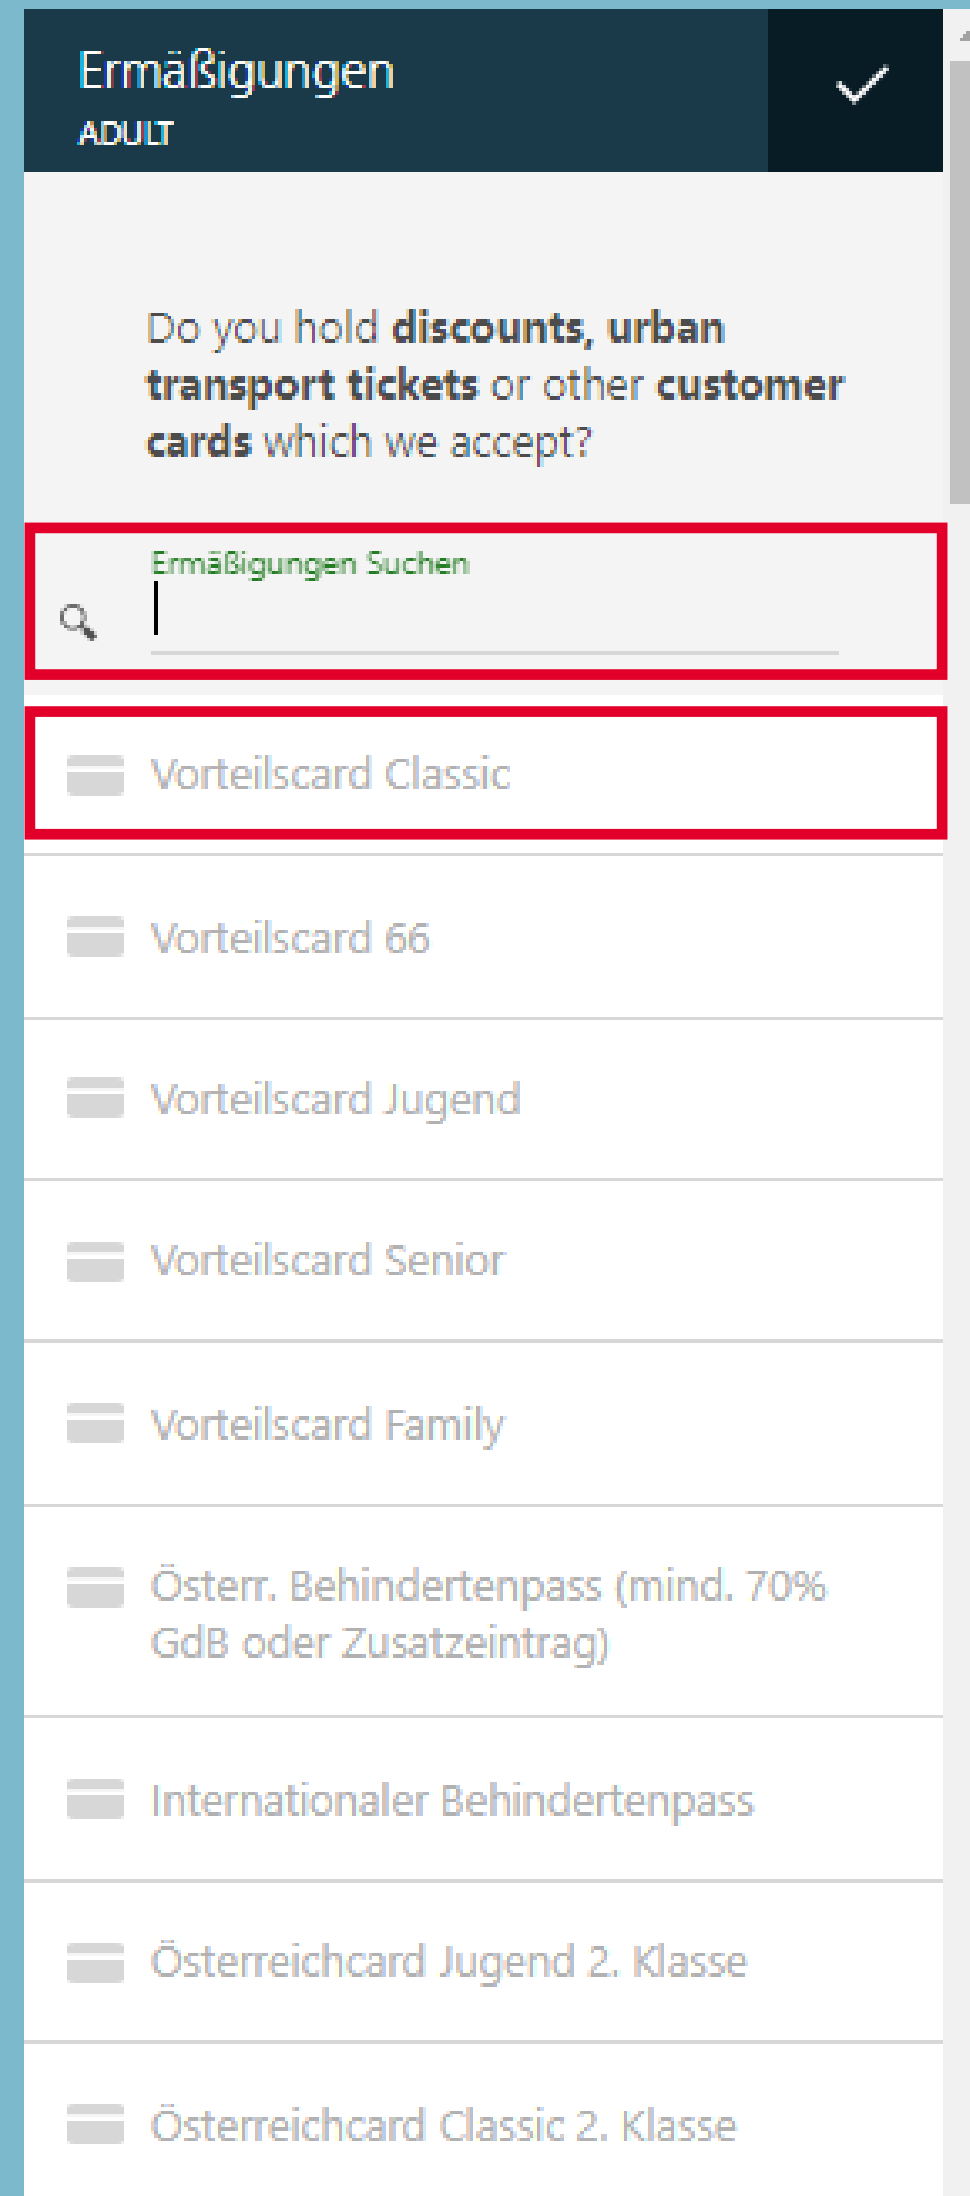 Ermäßigungen
ADULT
Do you hold discounts, urban
transport tickets or other customer
cards which we accept?
Ermäßigungen Suchen
Vorteilscard Classic
Vorteilscard 66
Vorteilscard Jugend
Vorteilscard Senior
Vorteilscard Family
Österr. Behindertenpass (mind. 70%
GdB oder Zusatzeintrag)
Internationaler Behindertenpass
Österreichcard Jugend 2. Klasse
Österreichcard Classic 2. Klasse